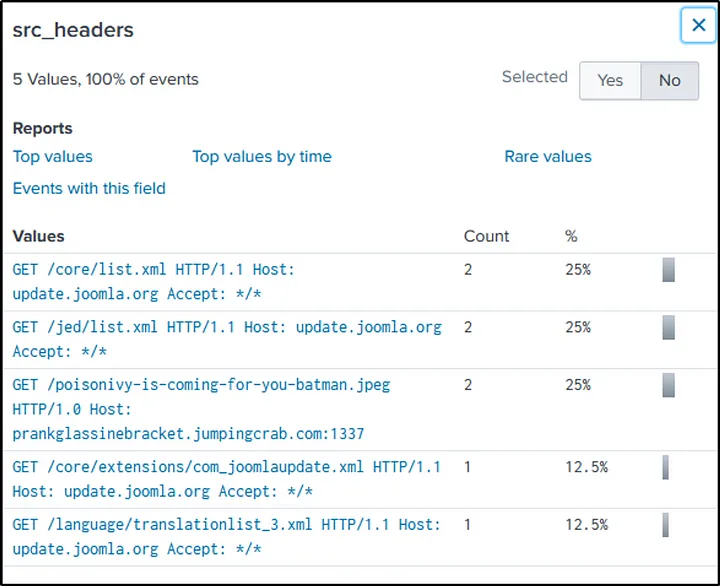 src_headers
5 Values, 100% of events Selected Yes No
Reports
Top values Top values by time Rare values
Events with this field
Values Count %
GET /core/list.xml HTTP/1.1 Host: 2 25%
update.joomla.org Accept: */*
GET /jed/list.xml HTTP/1.1 Host: update.joomla.org 2 25%
Accept: */*
GET /poisonivy-is-coming-for-you-batman.jpeg 2 25%
HTTP/1.0 Host:
prankglassinebracket.jumpingcrab.com:1337
GET /core/extensions/com_joomlaupdate.xml HTTP/1.1 1 12.5%
Host: update.joomla.org Accept: */*
GET /language/translationlist_3.xml HTTP/1.1 Host: 1 12.5%
update.joomla.org Accept: */*